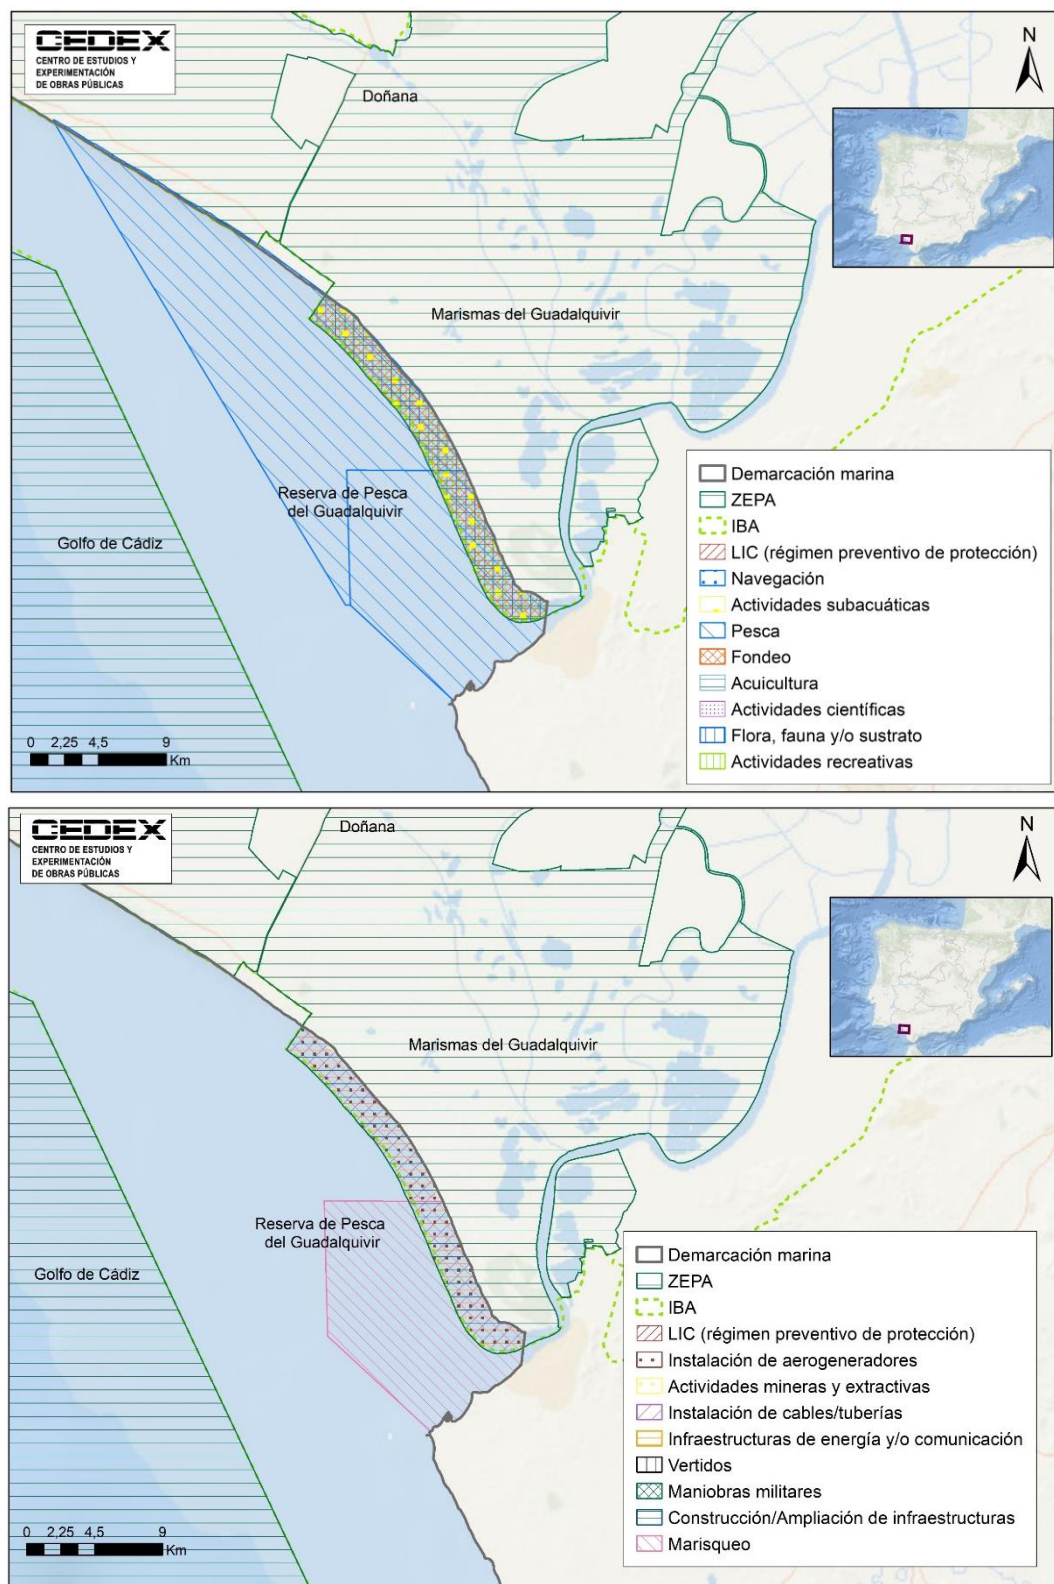 CEDEX
CENTRO DE ESTUDIOS Y
EXPERIMENTACIÓN
DE OBRAS PÚBLICAS
N
Doñana
Marismas del Guadalquivir
Reserva de Pesca
del Guadalquivir
Golfo de Cádiz
0 2,25 4,5 9
Km
Demarcación marina
ZEPA
IBA
LIC (régimen preventivo de protección)
Navegación
Actividades subacuáticas
Pesca
Fondeo
Acuicultura
Actividades científicas
Flora, fauna y/o sustrato
Actividades recreativas
CEDEX
CENTRO DE ESTUDIOS Y
EXPERIMENTACIÓN
DE OBRAS PÚBLICAS
N
Doñana
Marismas del Guadalquivir
Reserva de Pesca
del Guadalquivir
Golfo de Cádiz
0 2,25 4,5 9
Km
Demarcación marina
ZEPA
IBA
LIC (régimen preventivo de protección)
Instalación de aerogeneradores
Actividades mineras y extractivas
Instalación de cables/tuberías
Infraestructuras de energía y/o comunicación
Vertidos
Maniobras militares
Construcción/Ampliación de infraestructuras
Marisqueo